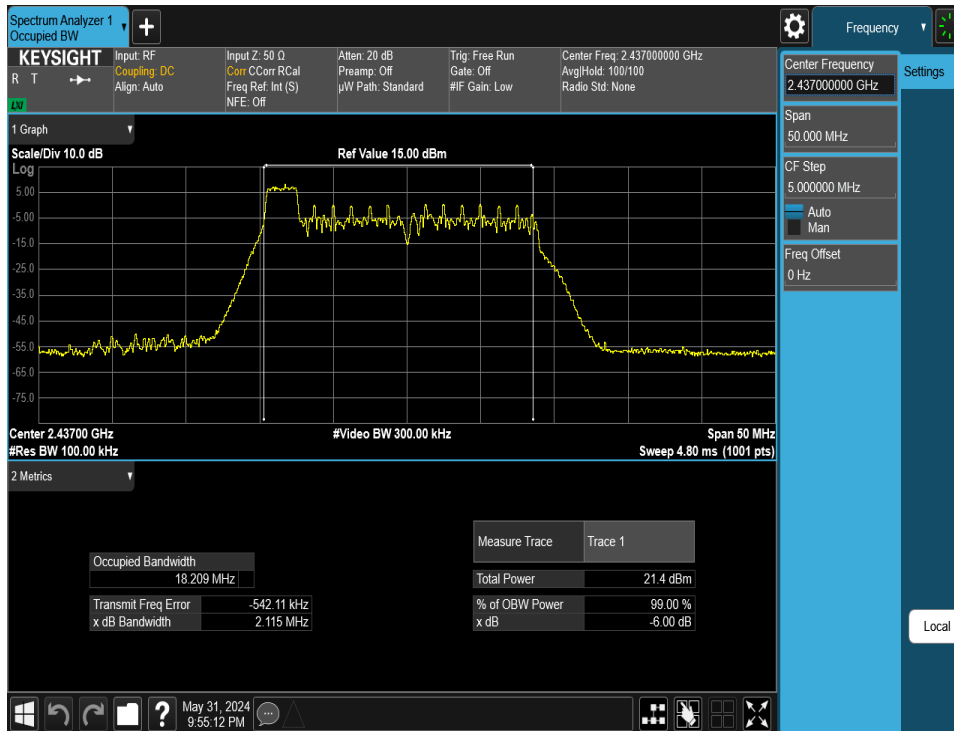 Spectrum Analyzer 1
Occupied BW
+
Frequency
KEYSIGHT
R T
LXI
Input: RF
Coupling: DC
Align: Auto
Input Z: 50 Ω
Corr CCorr RCal
Freq Ref: Int (S)
NFE: Off
Atten: 20 dB
Preamp: Off
µW Path: Standard
Trig: Free Run
Gate: Off
#IF Gain: Low
Center Freq: 2.437000000 GHz
Avg|Hold: 100/100
Radio Std: None
Center Frequency
2.437000000 GHz
Settings
Span
50.000 MHz
CF Step
5.000000 MHz
Auto
Man
Freq Offset
0 Hz
Local
1 Graph
Scale/Div 10.0 dB
Ref Value 15.00 dBm
Log
5.00
-5.00
-15.0
-25.0
-35.0
-45.0
-55.0
-65.0
-75.0
Center 2.43700 GHz
#Video BW 300.00 kHz
Span 50 MHz
#Res BW 100.00 kHz
Sweep 4.80 ms (1001 pts)
2 Metrics
Measure Trace Trace 1
Occupied Bandwidth
18.209 MHz
Total Power 21.4 dBm
Transmit Freq Error -542.11 kHz
% of OBW Power 99.00 %
x dB Bandwidth 2.115 MHz
x dB -6.00 dB
?
May 31, 2024
9:55:12 PM